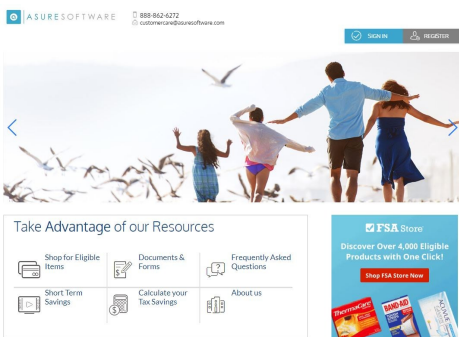 ASURESOFTWARE
888-862-6272
customercare@asuresoftware.com
SIGN IN
REGISTER
Take Advantage of our Resources
Shop for Eligible
Items
Documents &
Forms
Frequently Asked
Questions
Short Term
Savings
Calculate your
Tax Savings
About us
FSA Store
Discover Over 4,000 Eligible
Products with One Click!
Shop FSA Store Now
ThermaCare
BAND-AID
ACUVUE